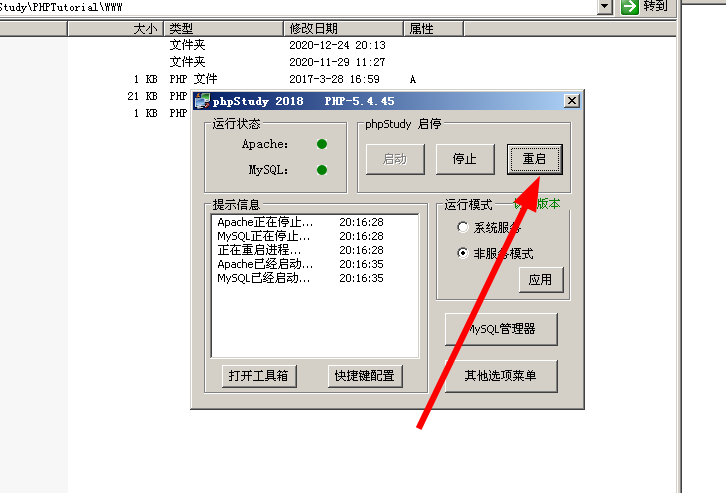 Study\PHPTutorial\WWW
转到
大小 类型 修改日期 属性
文件夹 2020-12-24 20:13
文件夹 2020-11-29 11:27
1 KB PHP 文件 2017-3-28 16:59 A
21 KB PHP
1 KB PHP
phpStudy 2018 PHP-5.4.45
运行状态
Apache:
MySQL:
phpStudy 启停
启动 停止 重启
提示信息
Apache正在停止... 20:16:28
MySQL正在停止... 20:16:28
正在重启进程... 20:16:28
Apache已经启动... 20:16:35
MySQL已经启动... 20:16:35
打开工具箱 快捷键配置
运行模式 版本
系统服务
非服务模式
应用
MySQL管理器
其他选项菜单